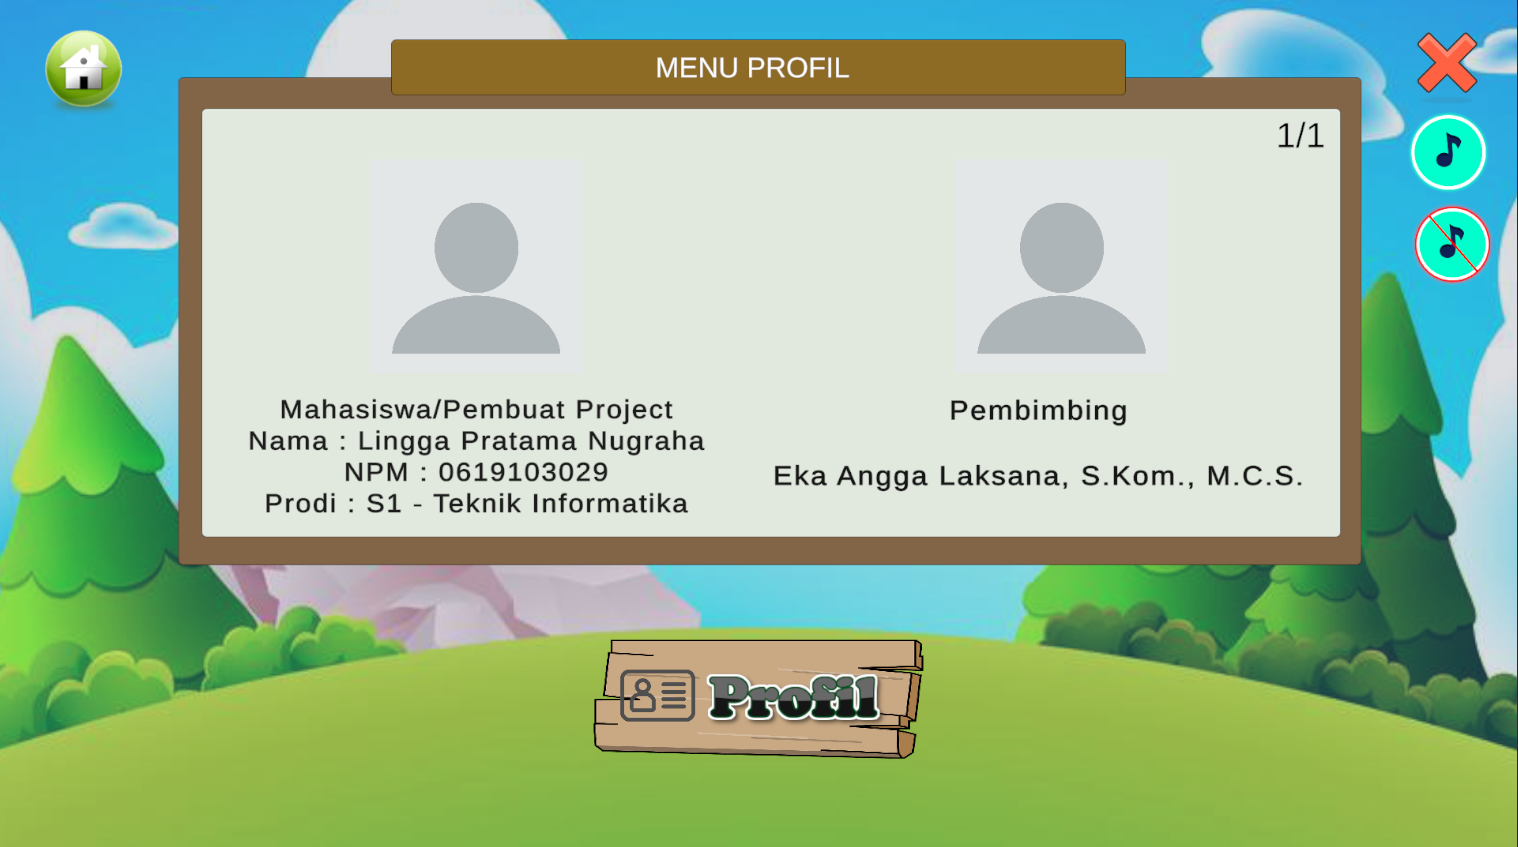 MENU PROFIL
1/1
Mahasiswa/Pembuat Project
Nama : Lingga Pratama Nugraha
NPM : 0619103029
Prodi : S1 - Teknik Informatika
Pembimbing
Eka Angga Laksana, S.Kom., M.C.S.
Profil